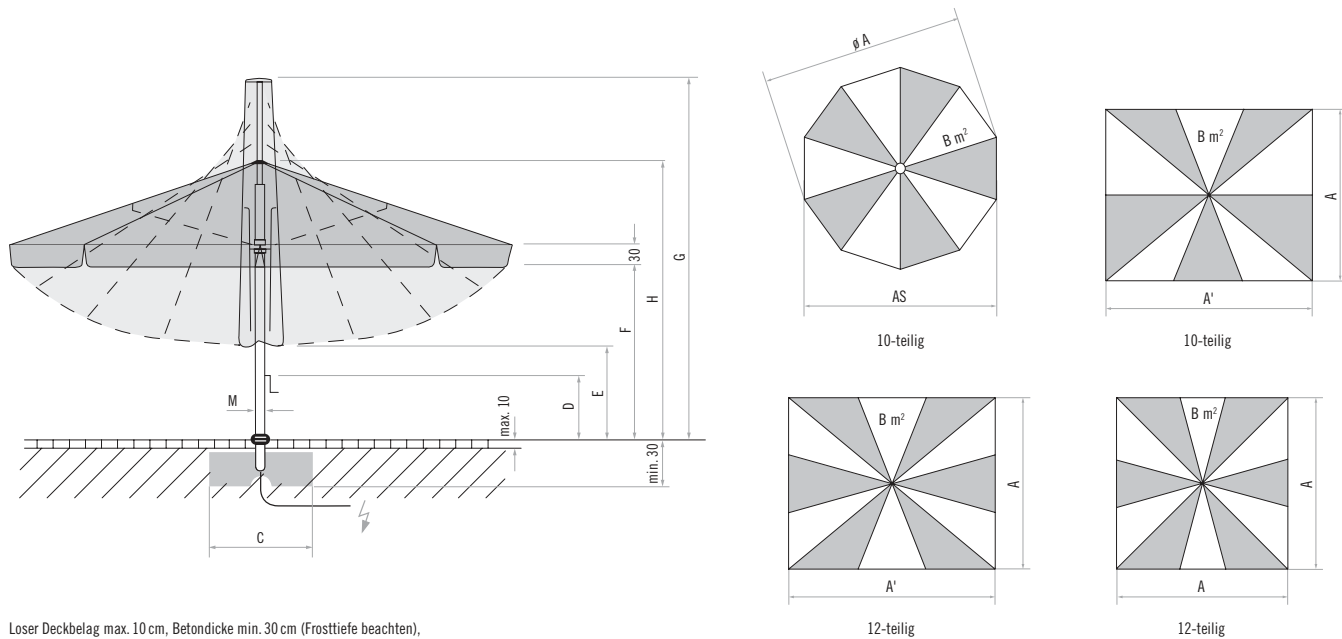 ø A
B m²
AS
10-teilig
B m²
A
A'
10-teilig
G
H
30
F
E
D
M
max. 10
min. 30
C
B m²
A
A'
12-teilig
B m²
A
A
12-teilig
Loser Deckbelag max. 10 cm, Betondicke min. 30 cm (Frosttiefe beachten),